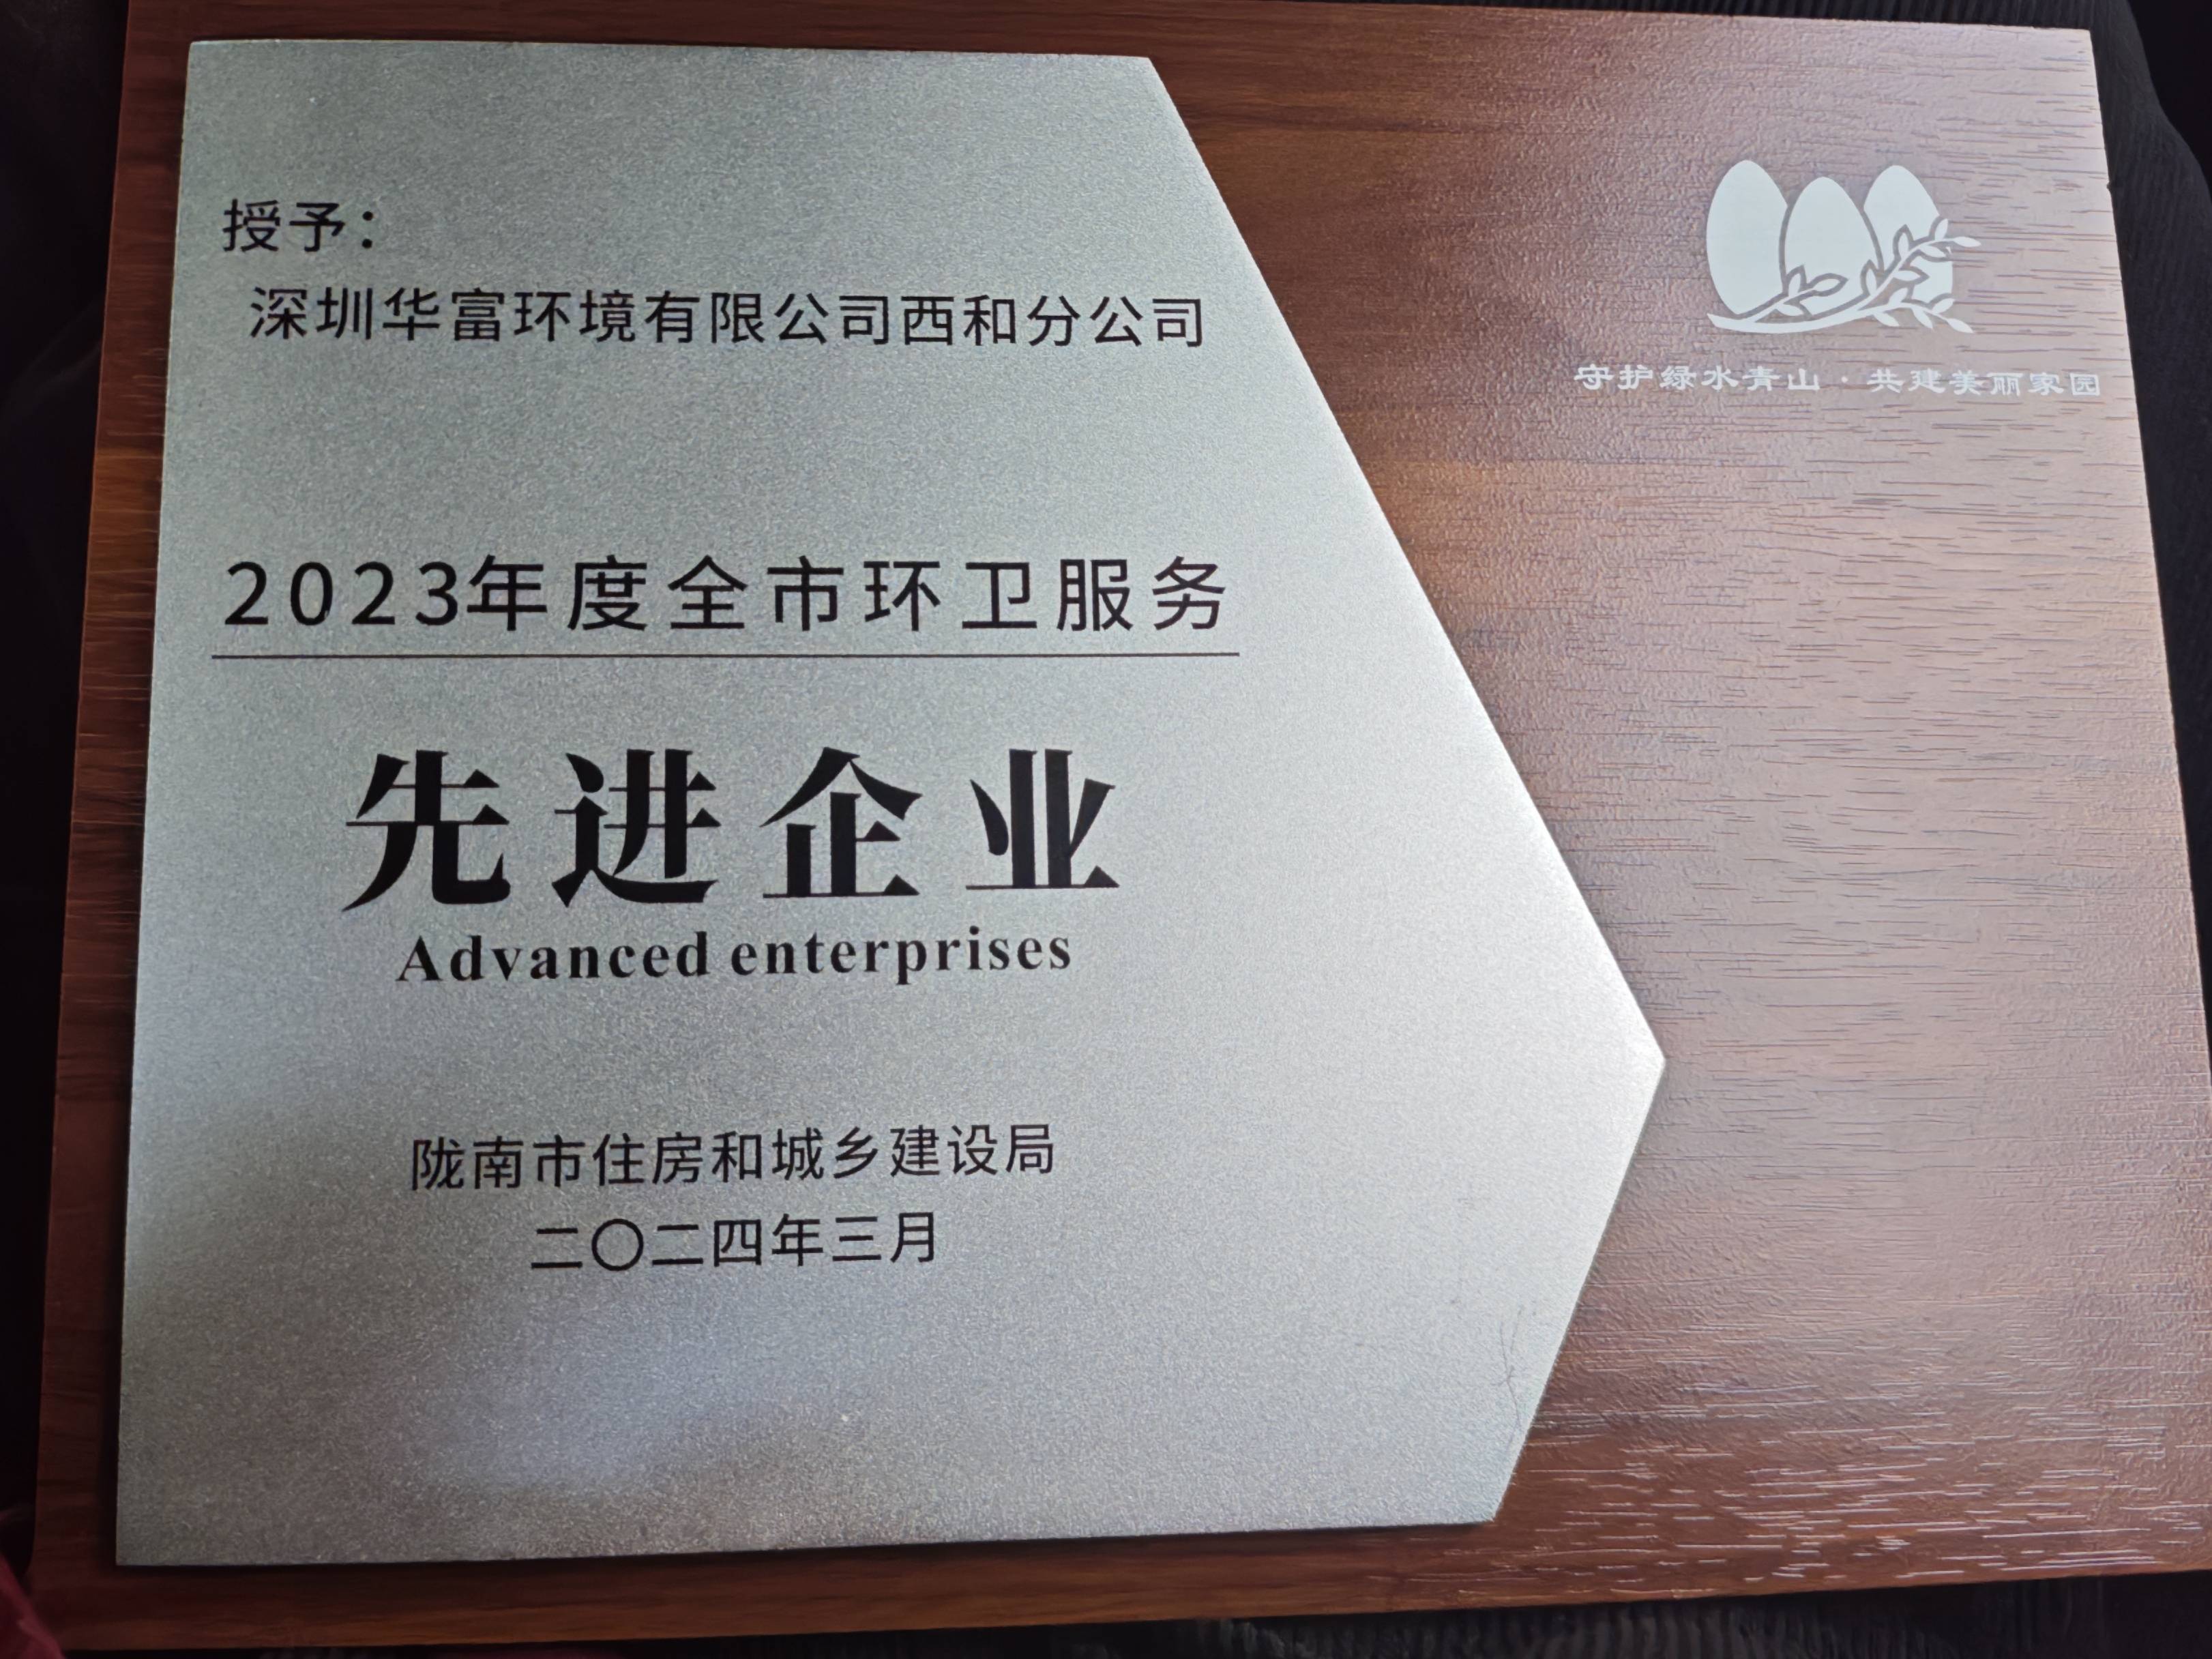 授予：
深圳华富环境有限公司西和分公司
2023年度全市环卫服务
先进企业
Advanced enterprises
陇南市住房和城乡建设局
二〇二四年三月
守护绿水青山·共建美丽家园